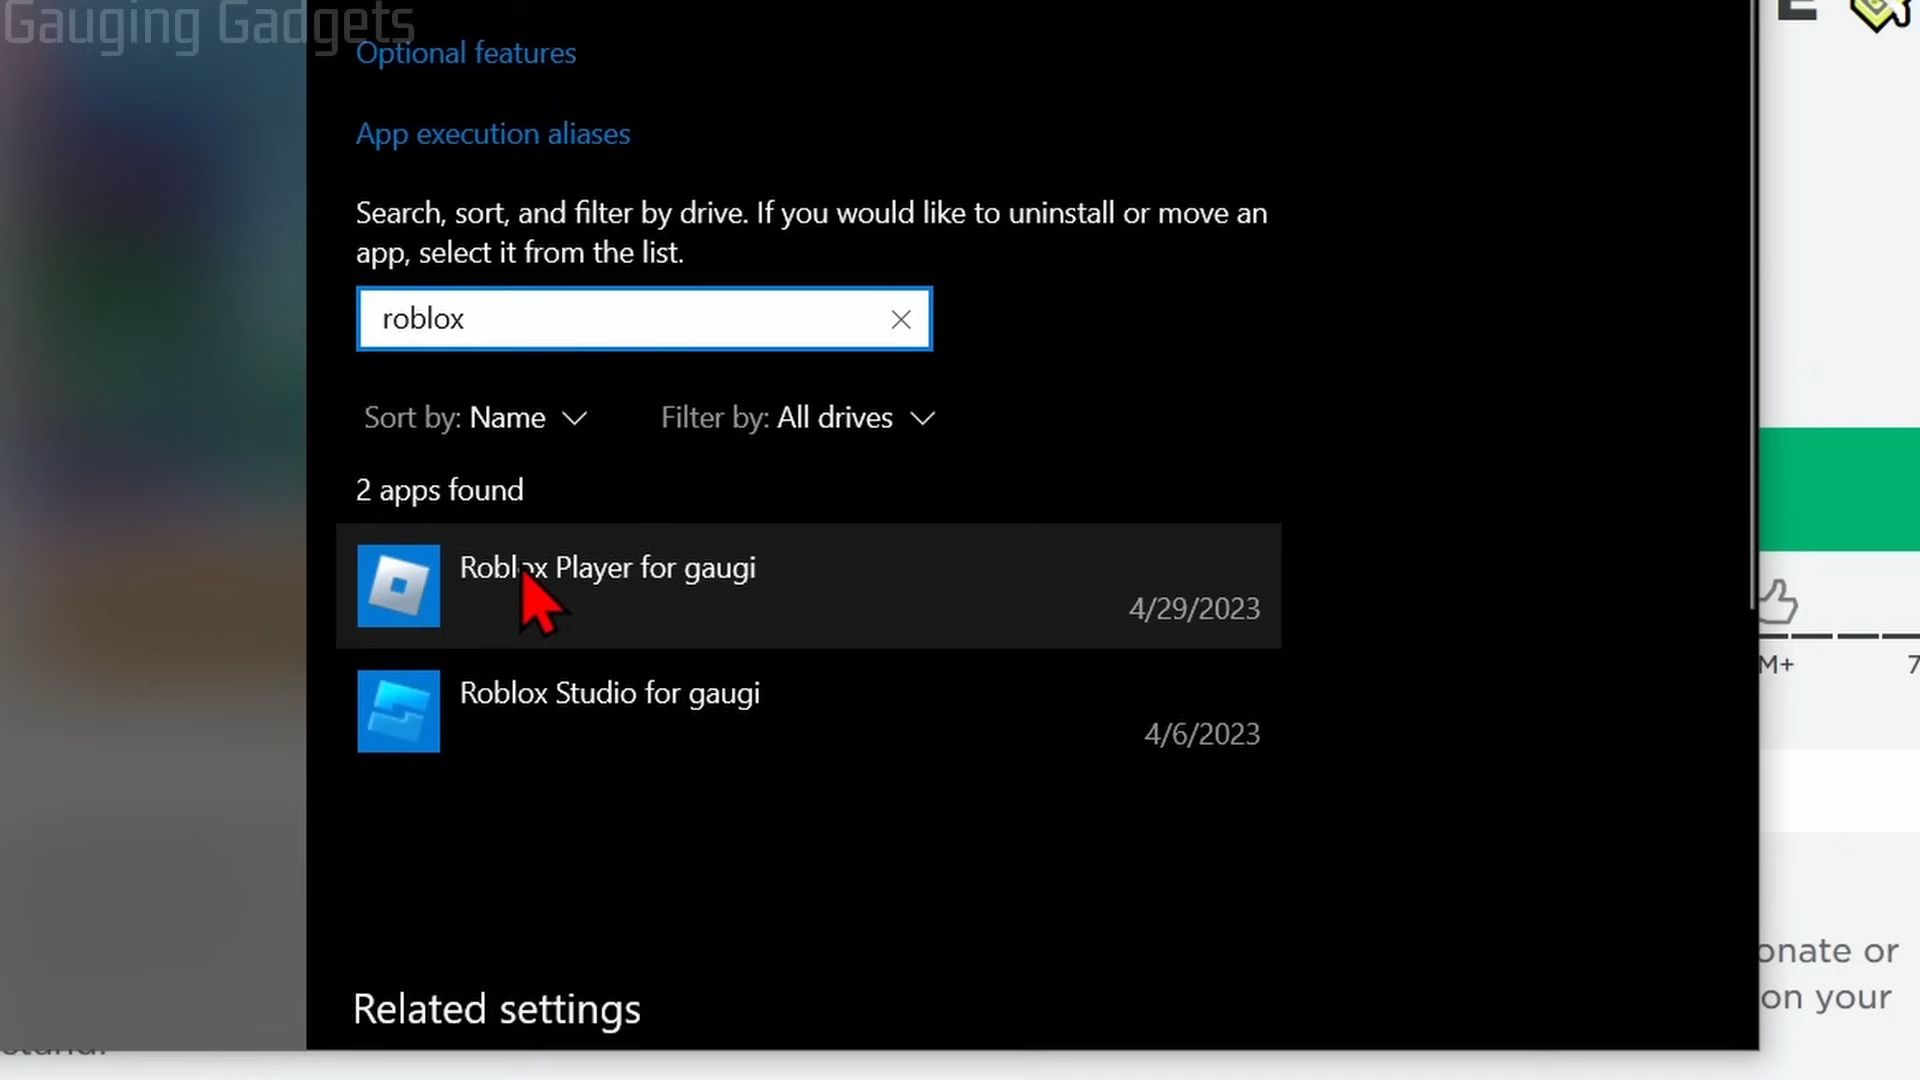 Gauging Gadgets
Optional features
App execution aliases
Search, sort, and filter by drive. If you would like to uninstall or move an
app, select it from the list.
roblox
Sort by: Name
Filter by: All drives
2 apps found
Roblox Player for gaugi
4/29/2023
Roblox Studio for gaugi
4/6/2023
Related settings
M+
7
onate or
on your